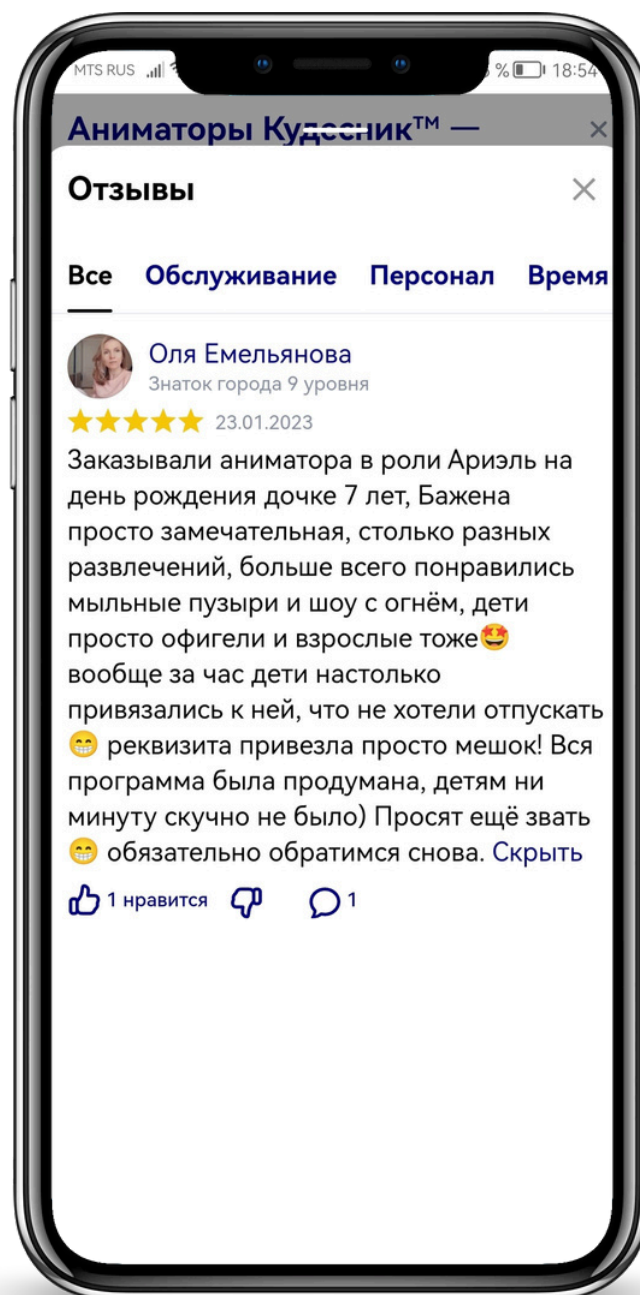 MTS RUS % 18:54
Аниматоры Кудесник™ —
Отзывы
Все Обслуживание Персонал Время
Оля Емельянова
Знаток города 9 уровня
23.01.2023
Заказывали аниматора в роли Ариэль на
день рождения дочке 7 лет, Бажена
просто замечательная, столько разных
развлечений, больше всего понравились
мыльные пузыри и шоу с огнём, дети
просто офигели и взрослые тоже🤩
вообще за час дети настолько
привязались к ней, что не хотели отпускать
😁 реквизита привезла просто мешок! Вся
программа была продумана, детям ни
минуту скучно не было) Просят ещё звать
😁 обязательно обратимся снова. Скрыть
1 нравится 1